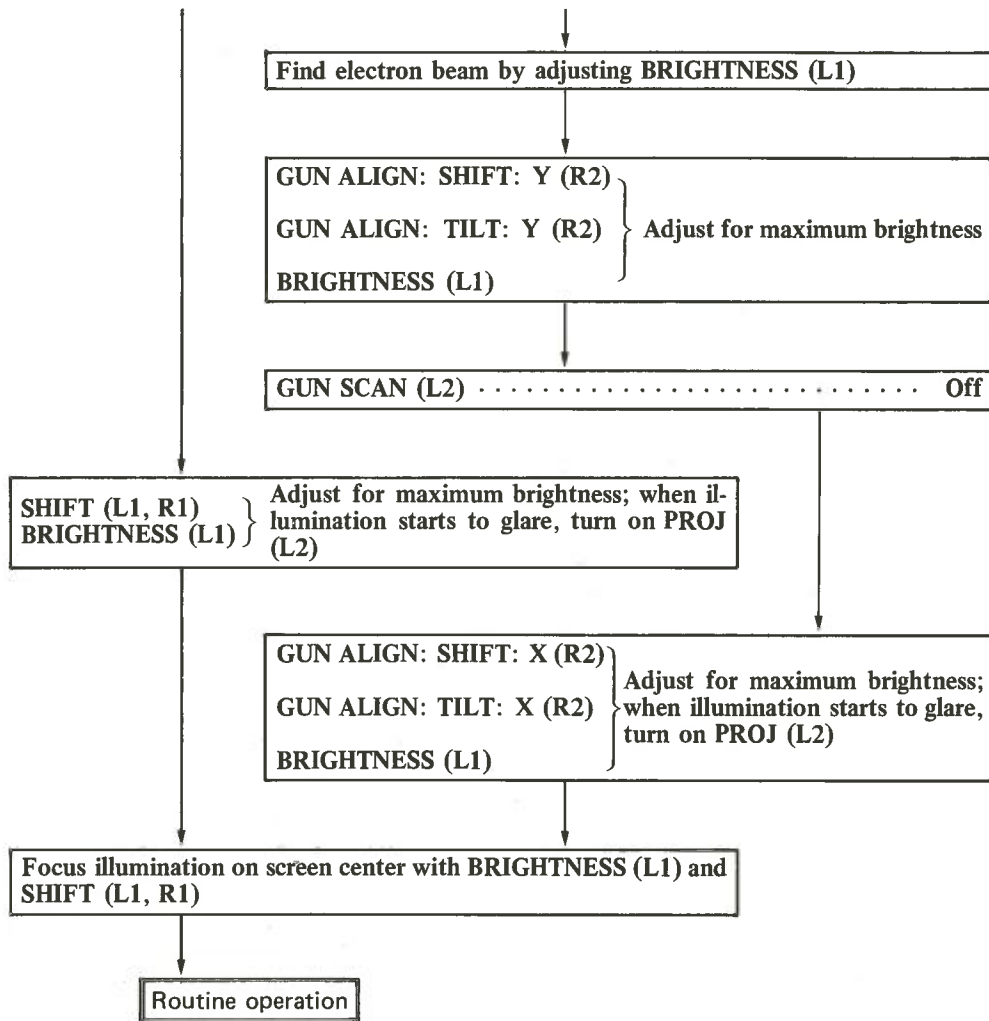 Find electron beam by adjusting BRIGHTNESS (L1)
GUN ALIGN: SHIFT: Y (R2)
GUN ALIGN: TILT: Y (R2)
BRIGHTNESS (L1)
Adjust for maximum brightness
GUN SCAN (L2) . . . . . . . . . . . . . . . . . . . . . . . . . . . . . . Off
SHIFT (L1, R1)
BRIGHTNESS (L1)
Adjust for maximum brightness; when il-
lumination starts to glare, turn on PROJ
(L2)
GUN ALIGN: SHIFT: X (R2)
GUN ALIGN: TILT: X (R2)
BRIGHTNESS (L1)
Adjust for maximum brightness;
when illumination starts to glare,
turn on PROJ (L2)
Focus illumination on screen center with BRIGHTNESS (L1) and
SHIFT (L1, R1)
Routine operation